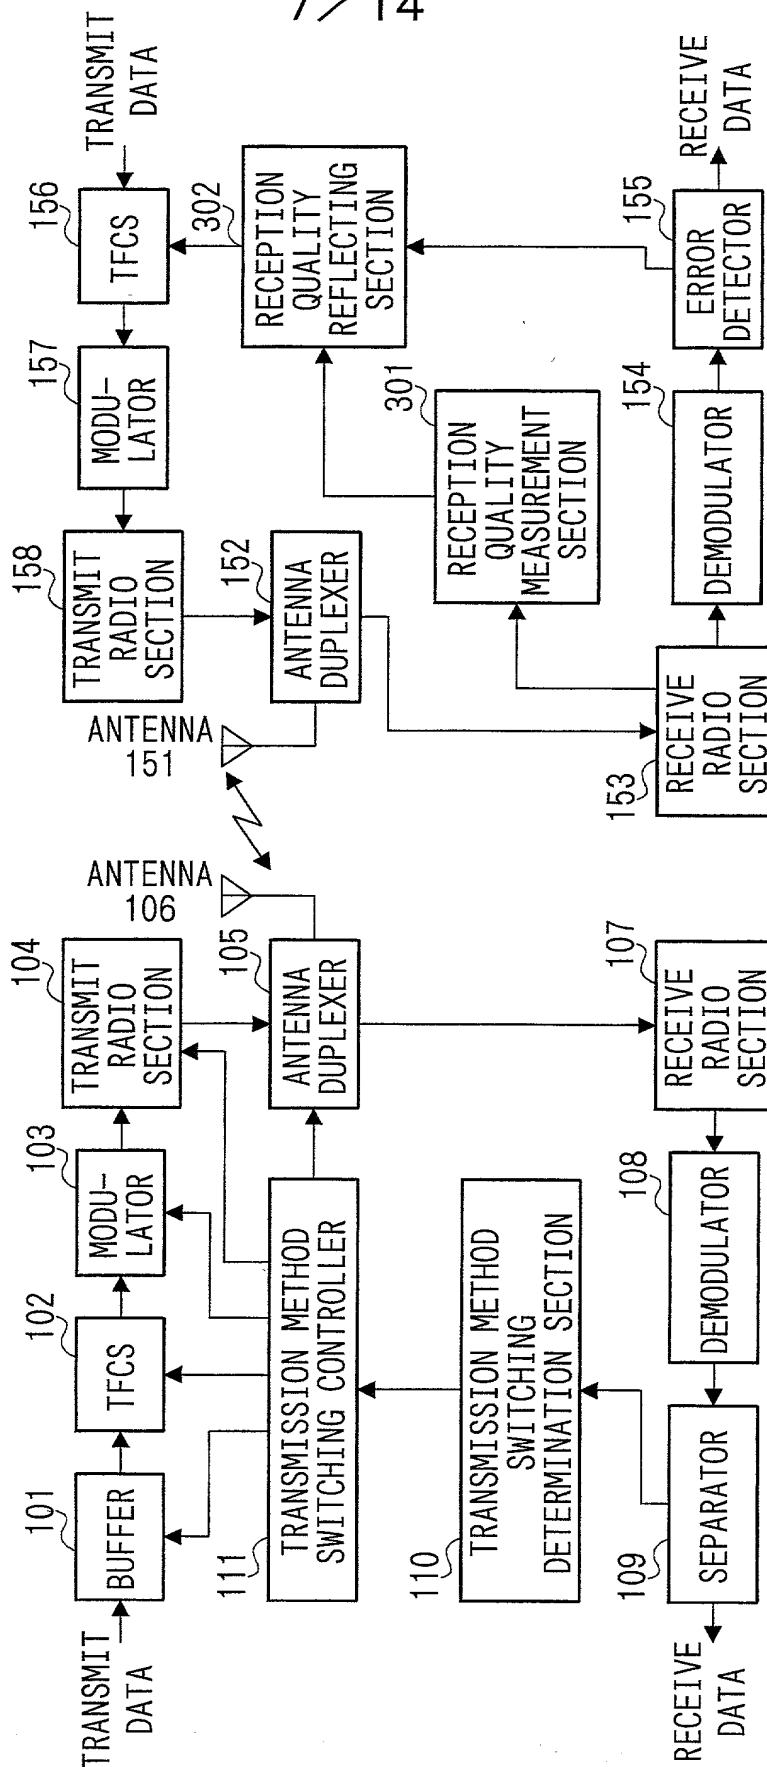 7/14
TRANSMIT
DATA
101
BUFFER
102
TFCS
103
MODU-
LATOR
104
TRANSMIT
RADIO
SECTION
111
TRANSMISSION METHOD
SWITCHING CONTROLLER
105
ANTENNA
DUPLEXER
ANTENNA
106
110
TRANSMISSION METHOD
SWITCHING
DETERMINATION SECTION
RECEIVE
DATA
109
SEPARATOR
108
DEMODULATOR
107
RECEIVE
RADIO
SECTION
ANTENNA
151
158
TRANSMIT
RADIO
SECTION
157
MODU-
LATOR
156
TFCS
TRANSMIT
DATA
152
ANTENNA
DUPLEXER
302
RECEPTION
QUALITY
REFLECTING
SECTION
301
RECEPTION
QUALITY
MEASUREMENT
SECTION
153
RECEIVE
RADIO
SECTION
154
DEMODULATOR
155
ERROR
DETECTOR
RECEIVE
DATA